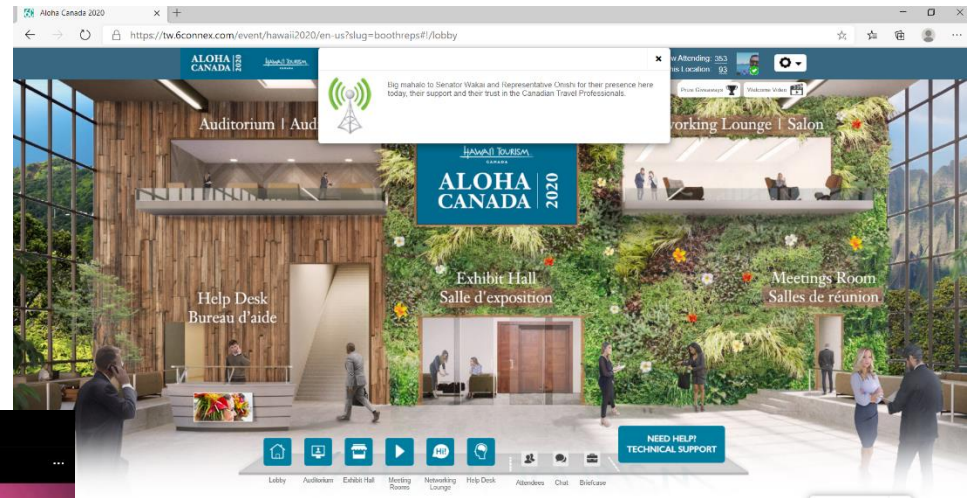 Aloha Canada 2020
https://tw.6connex.com/event/hawaii2020/en-us?slug=boothreps#!/lobby
ALOHA CANADA 2020
HAWAI'I TOURISM
Attending: 353
Location 93
Big mahalo to Senator Wakai and Representative Onishi for their presence here
today, their support and their trust in the Canadian Travel Professionals.
Prize Giveaways
Welcome Video
Auditorium | Aud
orking Lounge | Salon
HAWAI'I TOURISM
CANADA
ALOHA
CANADA
2020
Exhibit Hall
Salle d'exposition
Meetings Room
Salles de réunion
Help Desk
Bureau d'aide
NEED HELP?
TECHNICAL SUPPORT
Hi!
Lobby
Auditorium
Exhibit Hall
Meeting
Rooms
Networking
Lounge
Help Desk
Attendees
Chat
Briefcase